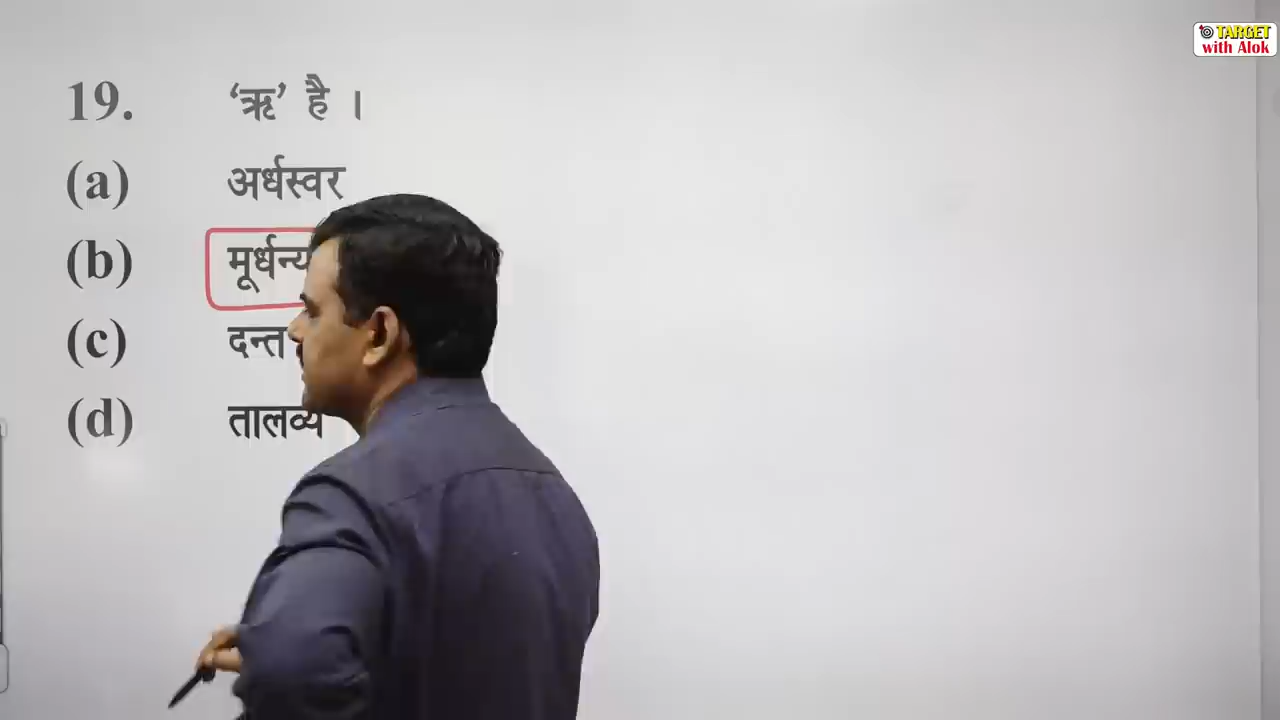 TARGET
with Alok
19. ‘ऋ’ है ।
(a) अर्धस्वर
(b) मूर्धन्य
(c) दन्त
(d) तालव्य